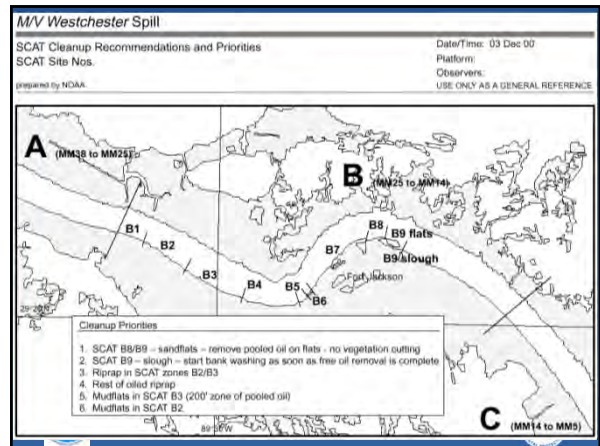 M/V Westchester Spill
SCAT Cleanup Recommendations and Priorities
SCAT Site Nos.
prepared by NOAA
Date/Time: 03 Dec 00
Platform:
Observers:
USE ONLY AS A GENERAL REFERENCE
A (MM38 to MM25)
B (MM25 to MM14)
B1
B2
B3
B4
B5
B6
B7
B8
B9 flats
B9 slough
Fort Jackson
Cleanup Priorities
1. SCAT B8/B9 – sandflats – remove pooled oil on flats - no vegetation cutting
2. SCAT B9 – slough – start bank washing as soon as free oil removal is complete
3. Riprap in SCAT zones B2/B3
4. Rest of oiled riprap
5. Mudflats in SCAT B3 (200' zone of pooled oil)
6. Mudflats in SCAT B2
C (MM14 to MM5)